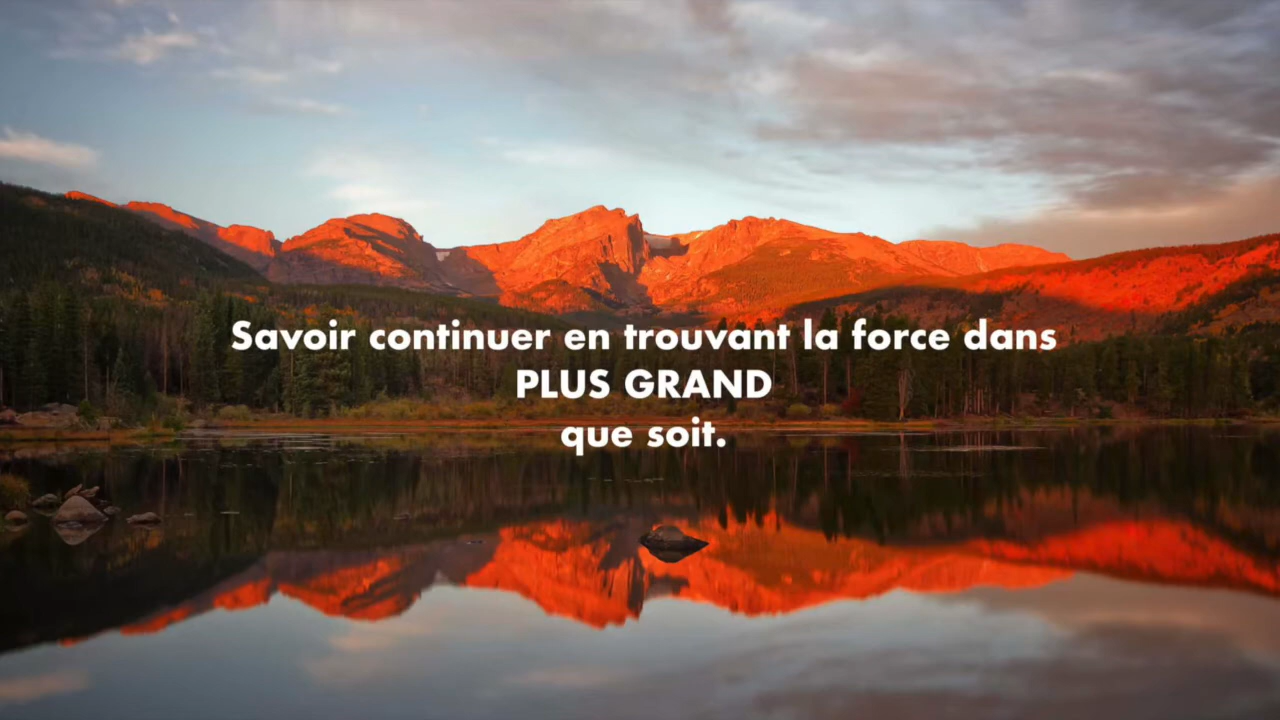 Savoir continuer en trouvant la force dans
PLUS GRAND
que soit.